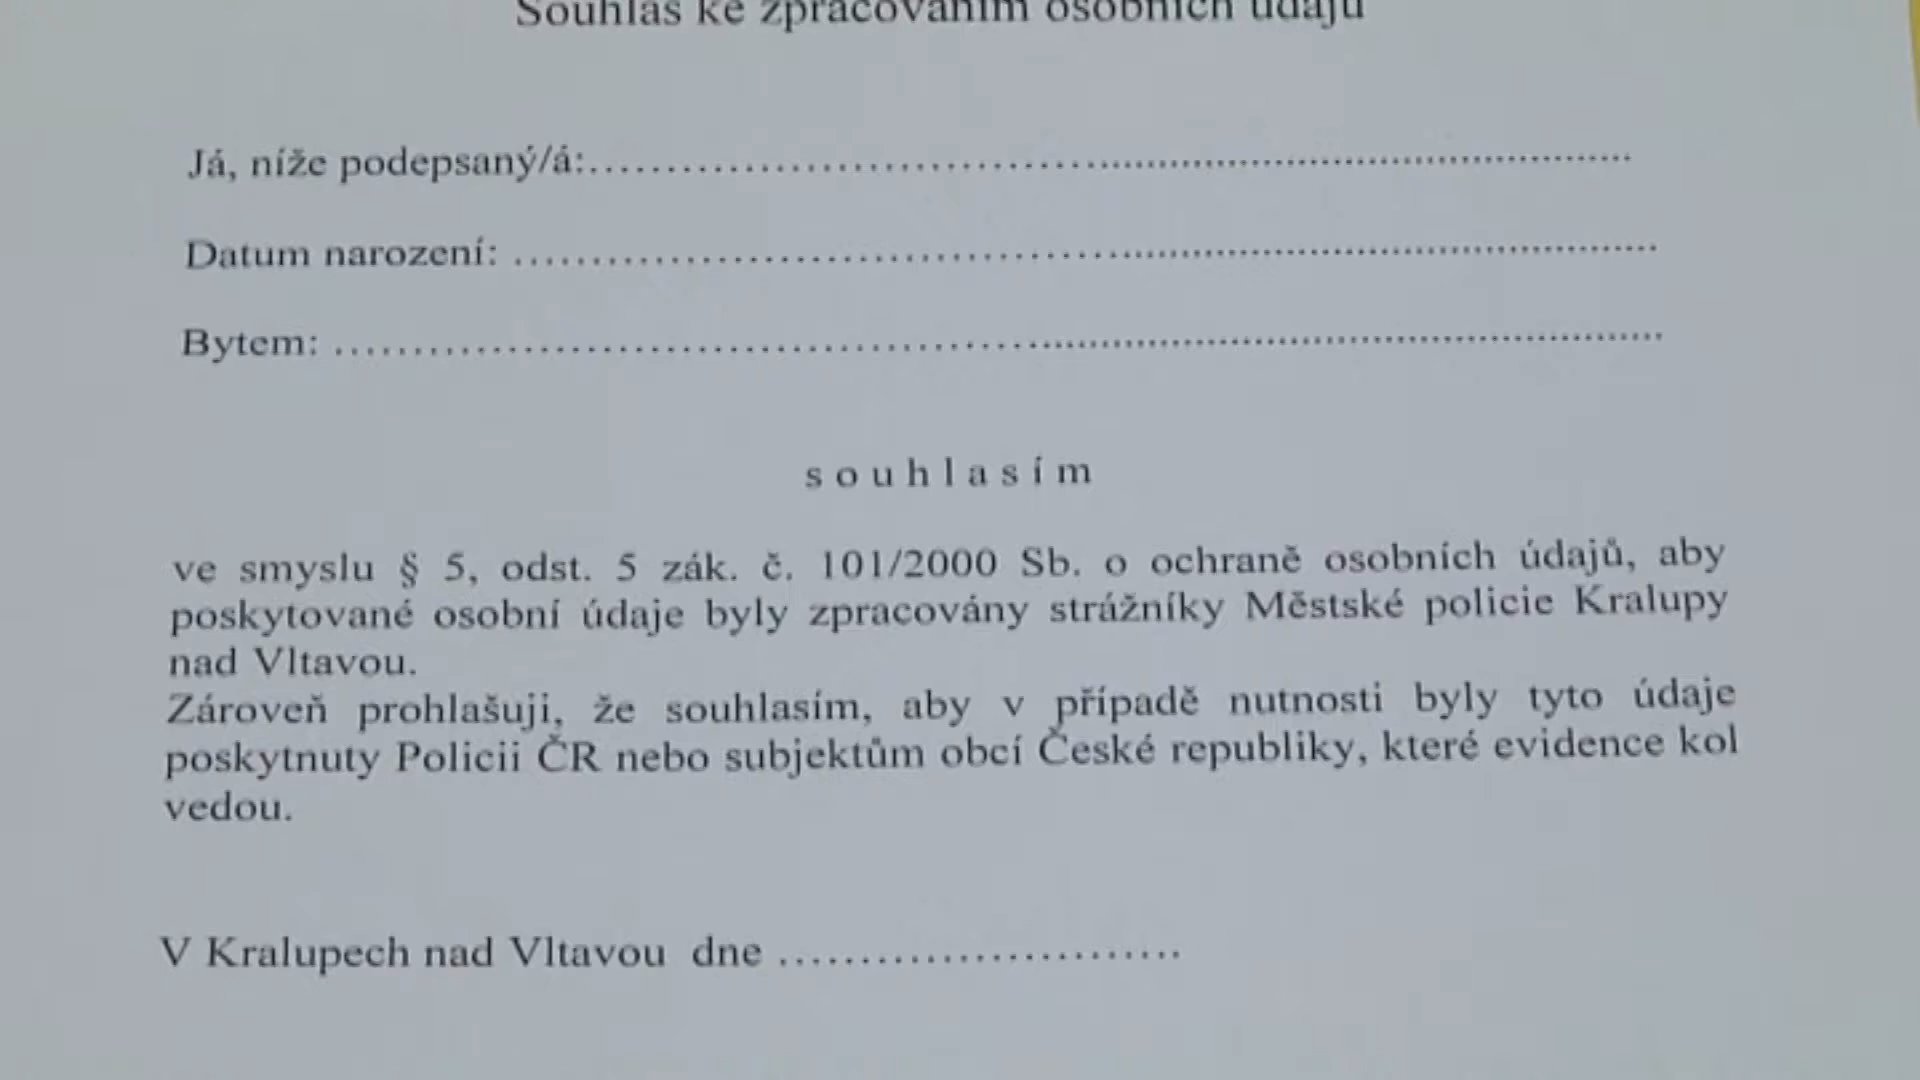 Souhlas ke zpracováním osobních údajů
Já, níže podepsaný/á:..........................................................................................
Datum narození: ..........................................................................................
Bytem: ..........................................................................................
s o u h l a s í m
ve smyslu § 5, odst. 5 zák. č. 101/2000 Sb. o ochraně osobních údajů, aby
poskytované osobní údaje byly zpracovány strážníky Městské policie Kralupy
nad Vltavou.
Zároveň prohlašuji, že souhlasím, aby v případě nutnosti byly tyto údaje
poskytnuty Policii ČR nebo subjektům obcí České republiky, které evidence kol
vedou.
V Kralupech nad Vltavou dne ..........................